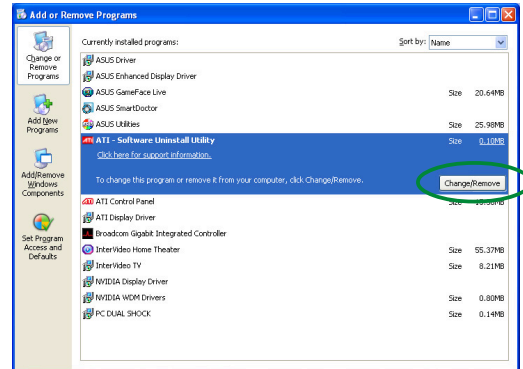 Add or Remove Programs
Change or
Remove
Programs
Add New
Programs
Add/Remove
Windows
Components
Set Program
Access and
Defaults
Currently installed programs: Sort by: Name
ASUS Driver
ASUS Enhanced Display Driver
ASUS GameFace Live Size 20.64MB
ASUS SmartDoctor
ASUS Utilities Size 25.98MB
ATI - Software Uninstall Utility Size 0.10MB
Click here for support information.
To change this program or remove it from your computer, click Change/Remove. Change/Remove
ATI Control Panel Size
ATI Display Driver
Broadcom Gigabit Integrated Controller
InterVideo Home Theater Size 55.37MB
InterVideo TV Size 8.21MB
NVIDIA Display Driver
NVIDIA WDM Drivers Size 0.80MB
PC DUAL SHOCK Size 0.14MB